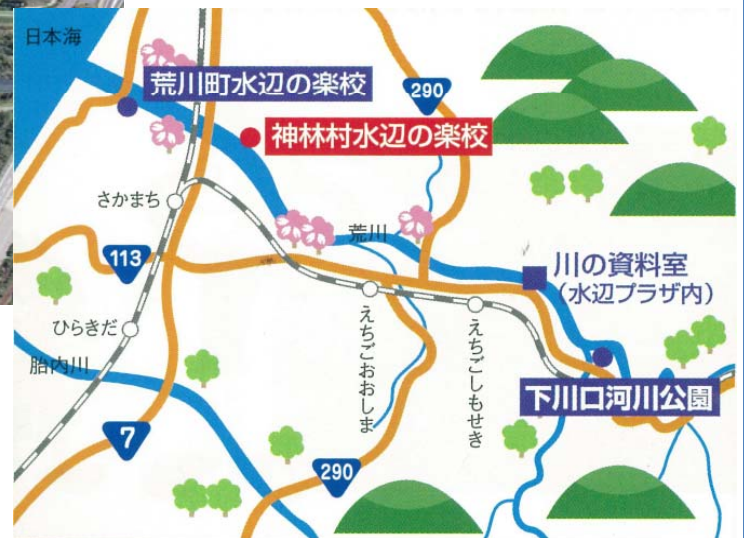 日本海
荒川町水辺の楽校
290
神林村水辺の楽校
さかまち
荒川
113
川の資料室
（水辺プラザ内）
ひらきだ
えちごおおしま
えちごしもせき
胎内川
下川口河川公園
7
290